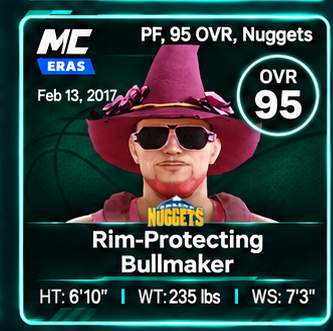 MC
ERAS
PF, 95 OVR, Nuggets
Feb 13, 2017
OVR
95
NUGGETS
Rim-Protecting
Bullmaker
HT: 6'10" | WT: 235 lbs | WS: 7'3"